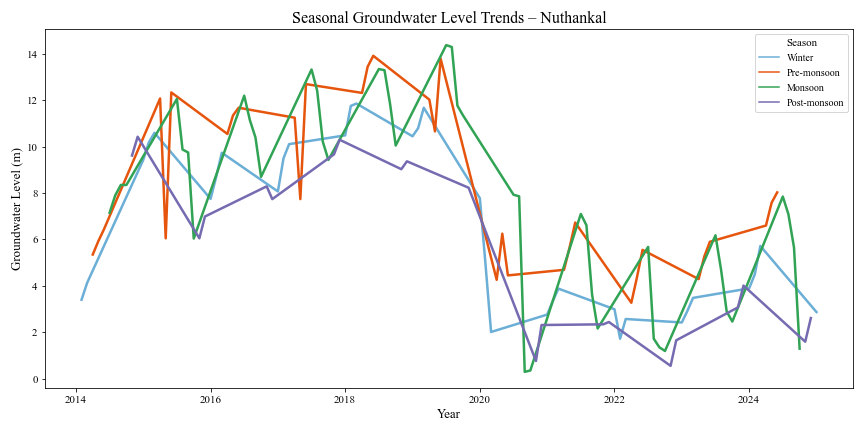 Seasonal Groundwater Level Trends – Nuthankal
Season
Winter
Pre-monsoon
Monsoon
Post-monsoon
Groundwater Level (m)
14
12
10
8
6
4
2
0
2014 2016 2018 2020 2022 2024
Year